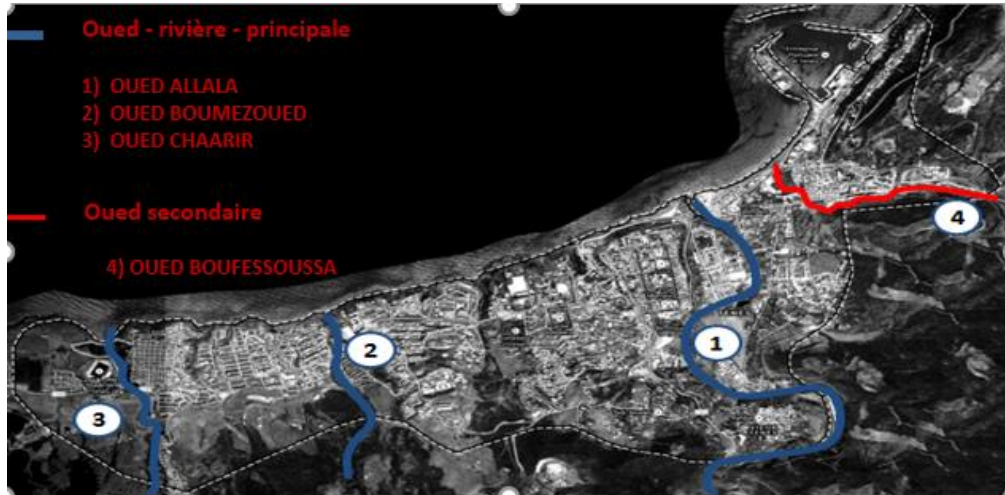 Oued - rivière - principale
1) OUED ALLALA
2) OUED BOUMEZOUED
3) OUED CHAARIR
Oued secondaire
4) OUED BOUFESSOUSSA
4
2
1
3